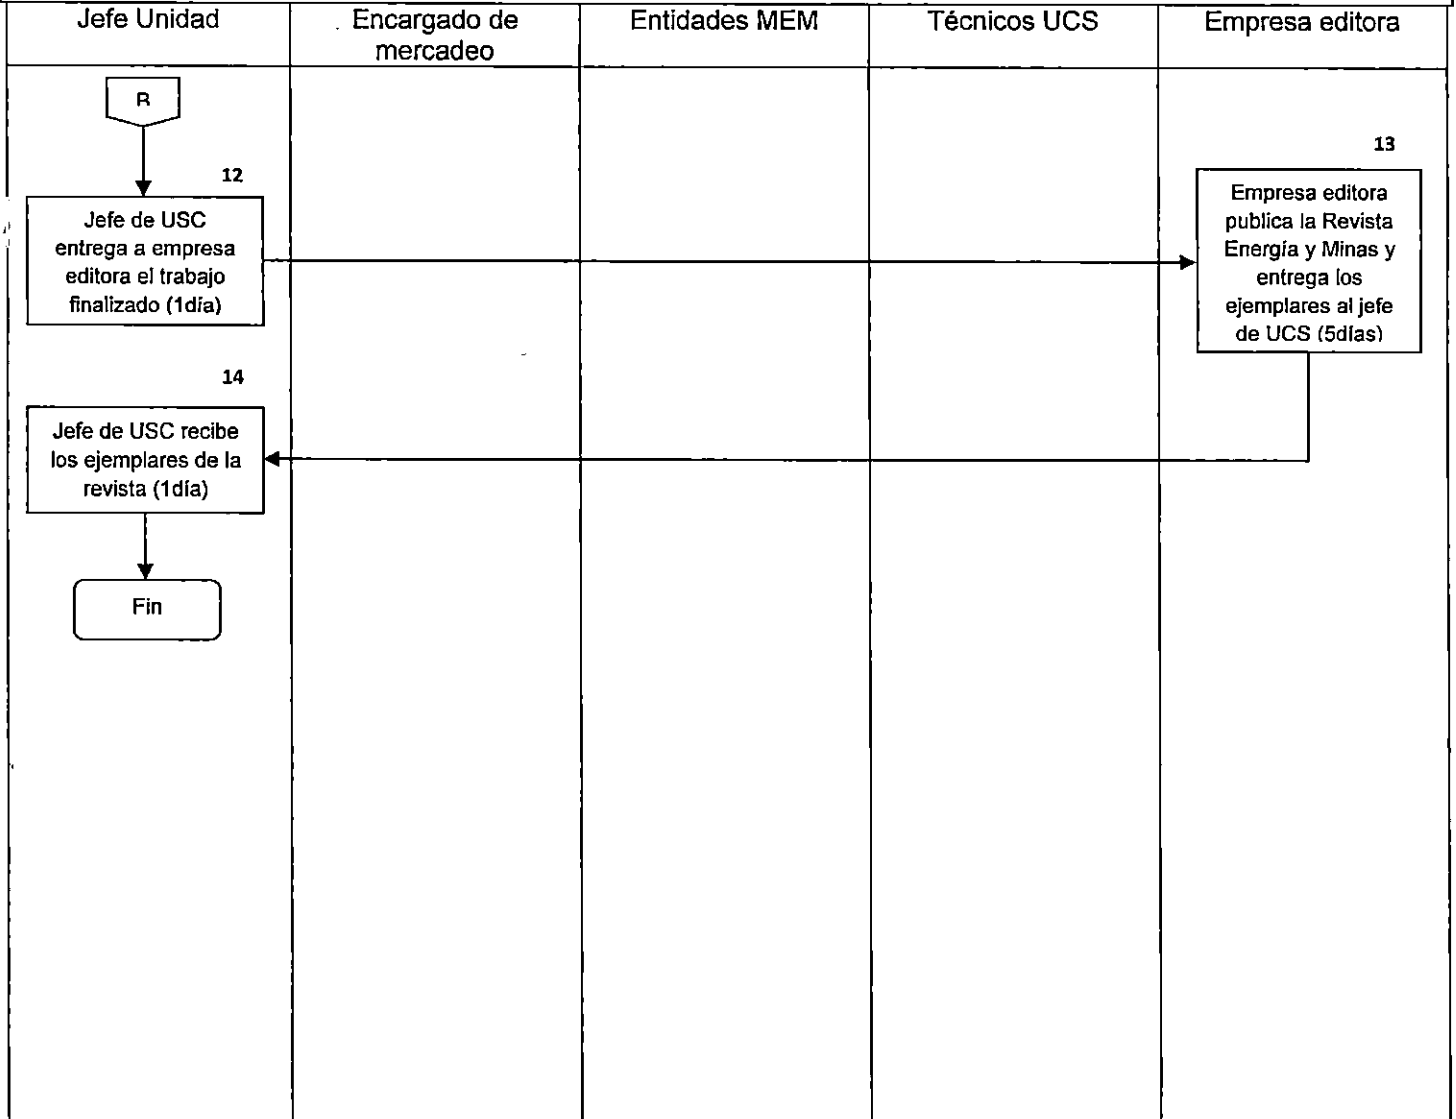 Jefe Unidad
Encargado de
mercadeo
Entidades MEM
Técnicos UCS
Empresa editora
B
12
Jefe de USC
entrega a empresa
editora el trabajo
finalizado (1día)
13
Empresa editora
publica la Revista
Energía y Minas y
entrega los
ejemplares al jefe
de UCS (5días)
14
Jefe de USC recibe
los ejemplares de la
revista (1día)
Fin